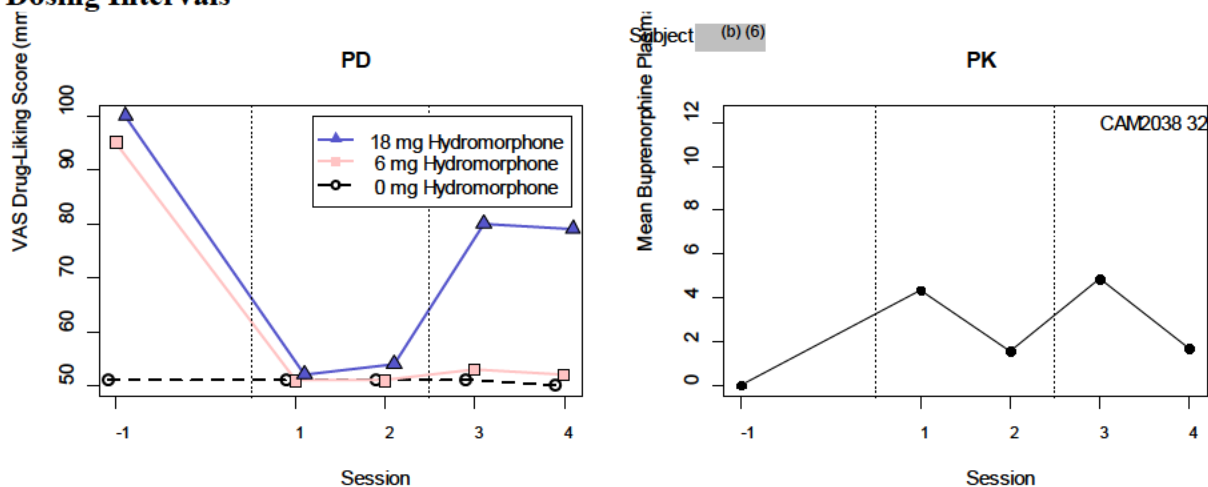 Dosing Intervals
Subject (b) (6)
PD
VAS Drug-Liking Score (mm
100
90
80
70
60
50
18 mg Hydromorphone
6 mg Hydromorphone
0 mg Hydromorphone
-1 1 2 3 4
Session
PK
Mean Buprenorphine Plasma
12
10
8
6
4
2
0
CAM2038 32
-1 1 2 3 4
Session